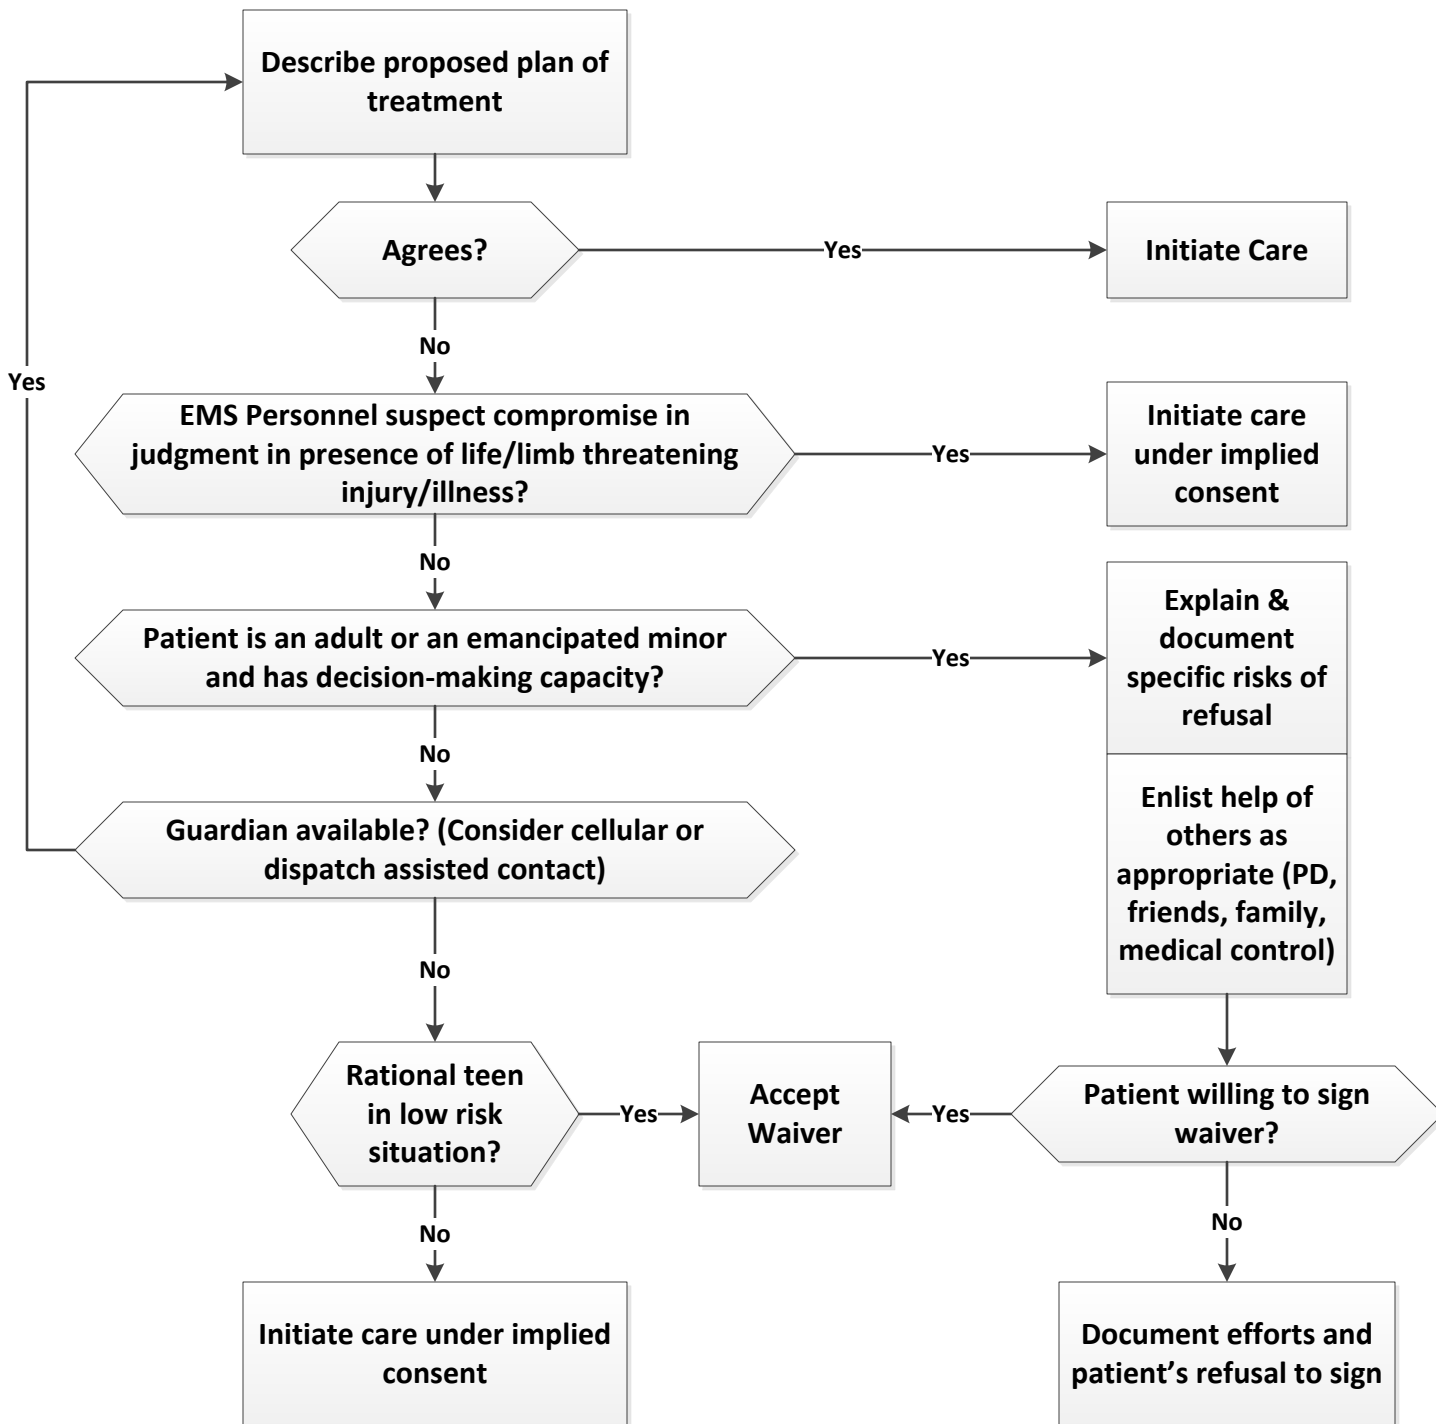 Describe proposed plan of
treatment
Agrees?
Yes
Initiate Care
No
Yes
EMS Personnel suspect compromise in
judgment in presence of life/limb threatening
injury/illness?
Yes
Initiate care
under implied
consent
No
Patient is an adult or an emancipated minor
and has decision-making capacity?
Yes
Explain &
document
specific risks of
refusal
No
Guardian available? (Consider cellular or
dispatch assisted contact)
Enlist help of
others as
appropriate (PD,
friends, family,
medical control)
No
Rational teen
in low risk
situation?
Yes
Accept
Waiver
Yes
Patient willing to sign
waiver?
No
No
Initiate care under implied
consent
Document efforts and
patient’s refusal to sign